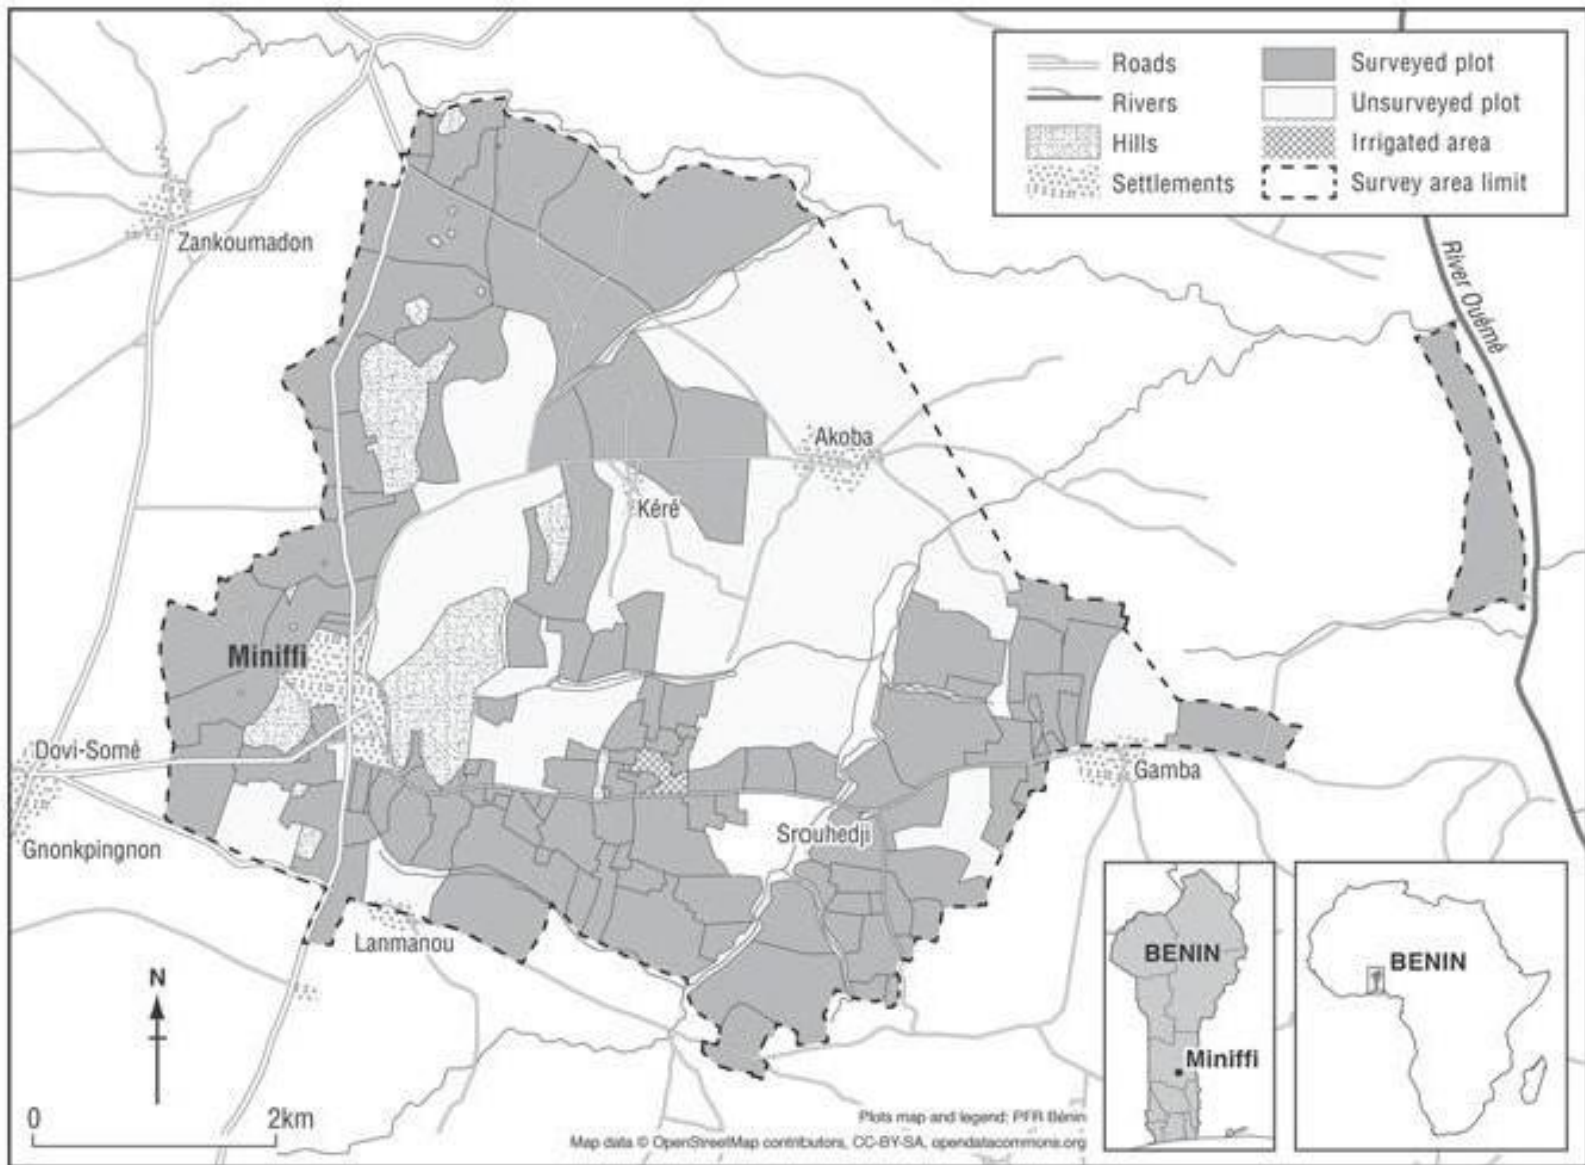 Roads
Rivers
Hills
Settlements
Surveyed plot
Unsurveyed plot
Irrigated area
Survey area limit
River Ouémé
Zankoumadon
Akoba
Kéré
Miniffi
Dovi-Somè
Gnonkpingnon
Gamba
Srouhedji
Lanmanou
N
0 2km
BENIN
Miniffi
BENIN
Plots map and legend: PFR Bénin
Map data © OpenStreetMap contributors, CC-BY-SA, opendatacommons.org